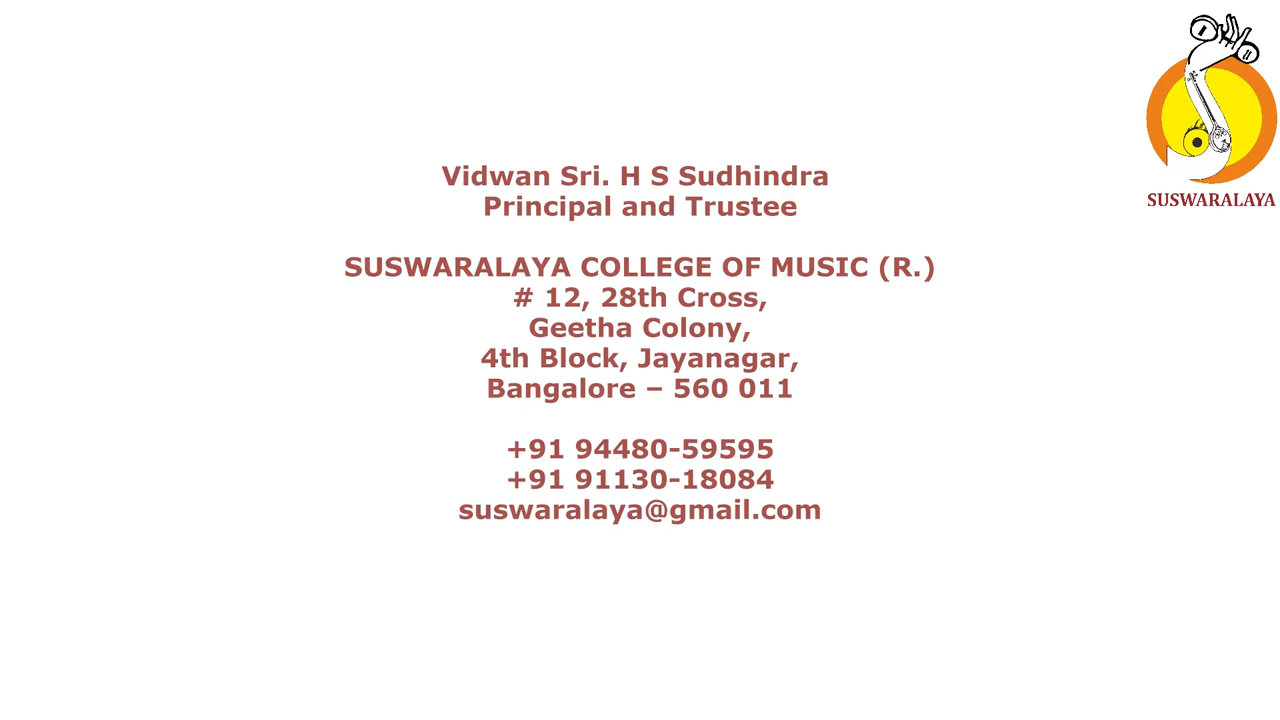 Vidwan Sri. H S Sudhindra
Principal and Trustee
SUSWARALAYA COLLEGE OF MUSIC (R.)
# 12, 28th Cross,
Geetha Colony,
4th Block, Jayanagar,
Bangalore – 560 011
+91 94480-59595
+91 91130-18084
suswaralaya@gmail.com
SUSWARALAYA